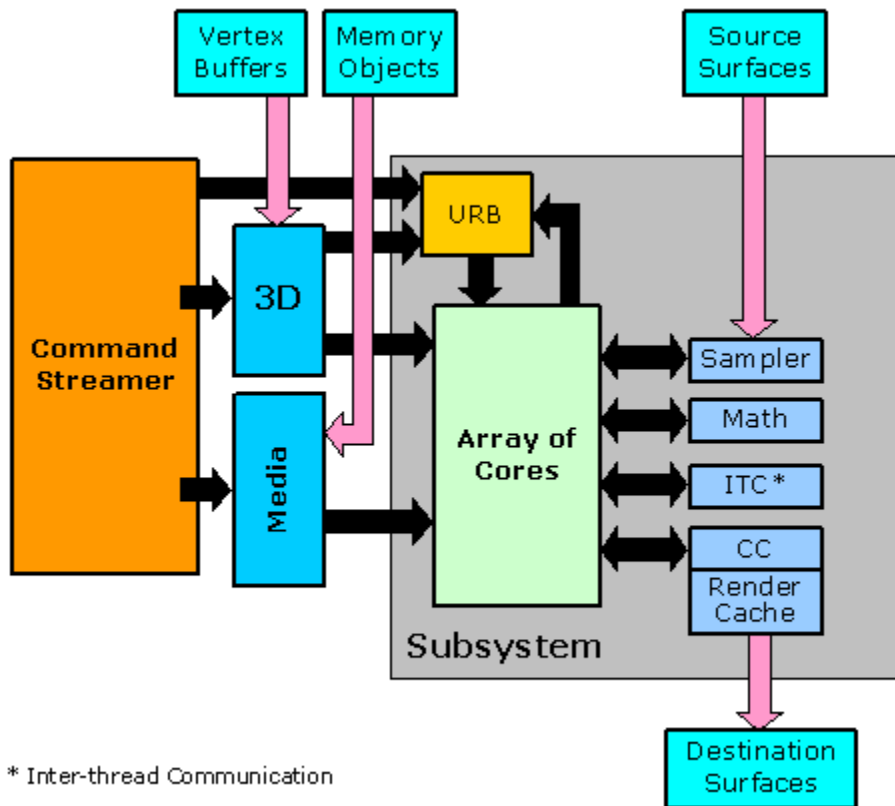 Vertex
Buffers
Memory
Objects
Source
Surfaces
URB
3D
Command
Streamer
Sampler
Math
Array of
Cores
Media
ITC *
CC
Render
Cache
Subsystem
Destination
Surfaces
* Inter-thread Communication